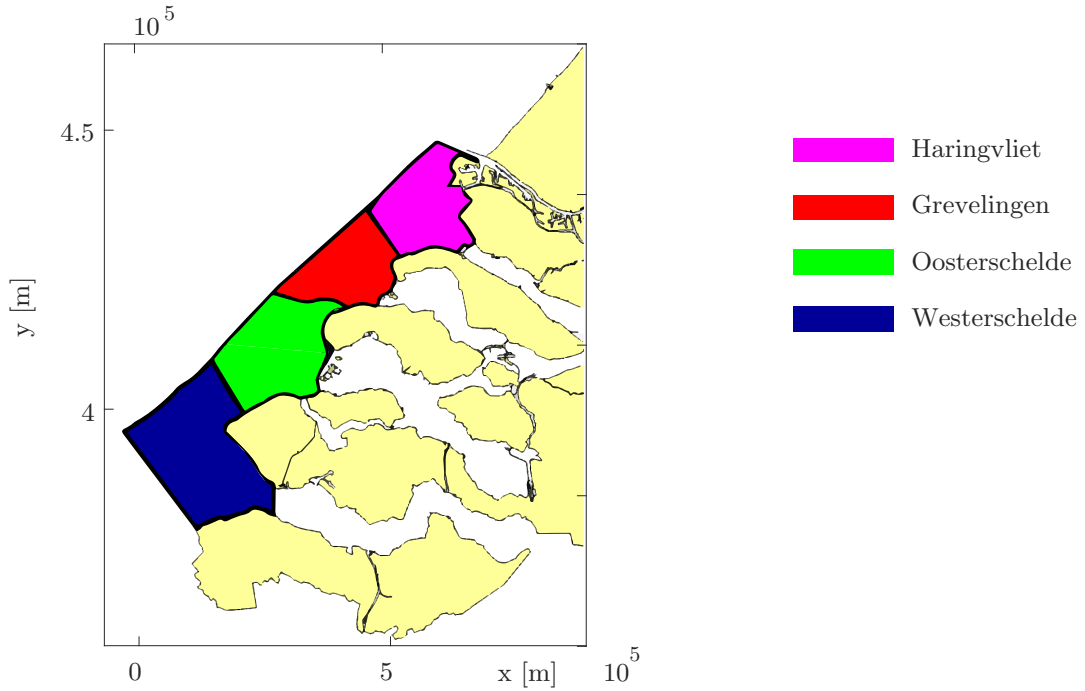 10^5
4.5
4
y [m]
0
5
x [m]
10^5
Haringvliet
Grevelingen
Oosterschelde
Westerschelde